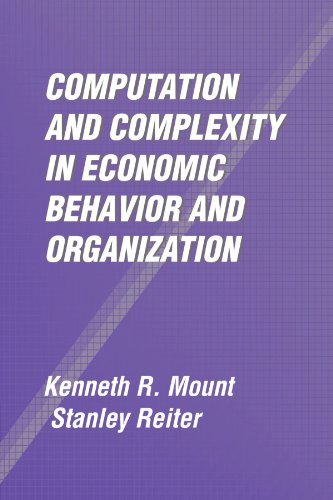 COMPUTATION
AND COMPLEXITY
IN ECONOMIC
BEHAVIOR AND
ORGANIZATION
Kenneth R. Mount
Stanley Reiter